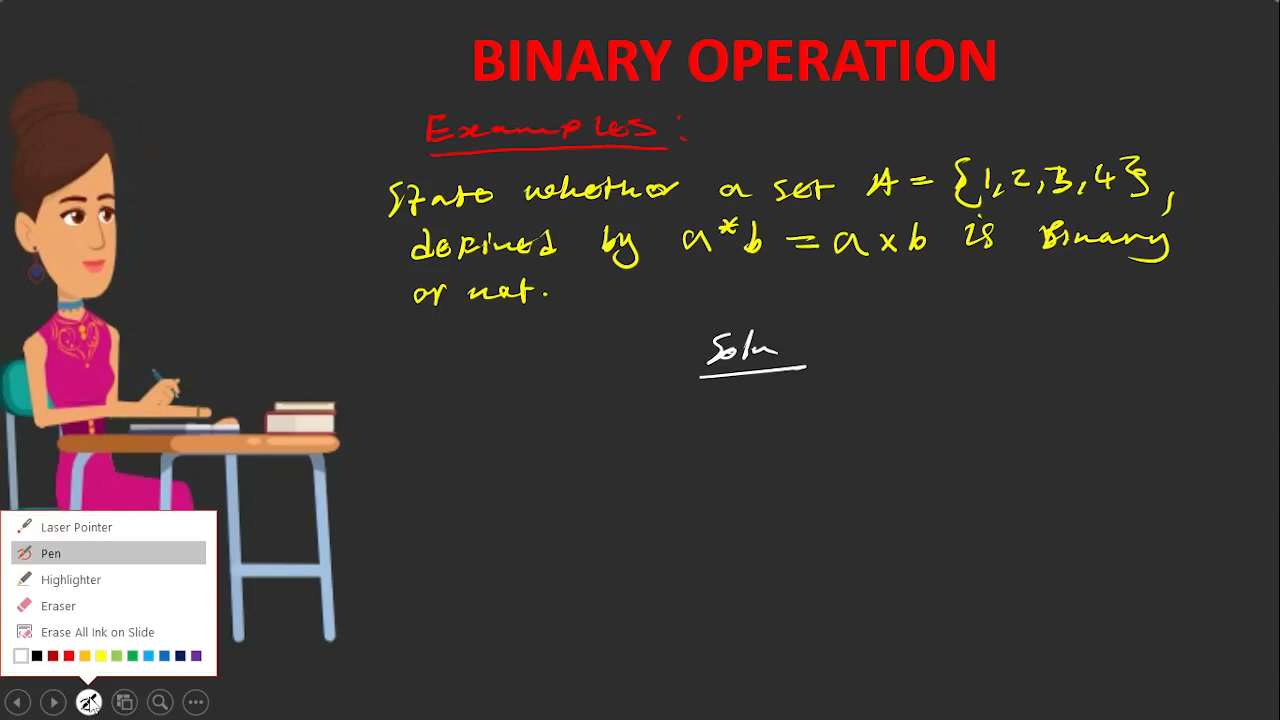 BINARY OPERATION
Examples:
State whether a set A = {1,2,3,4},
defined by a*b = a x b is Binary
or not.
Soln
Laser Pointer
Pen
Highlighter
Eraser
Erase All Ink on Slide